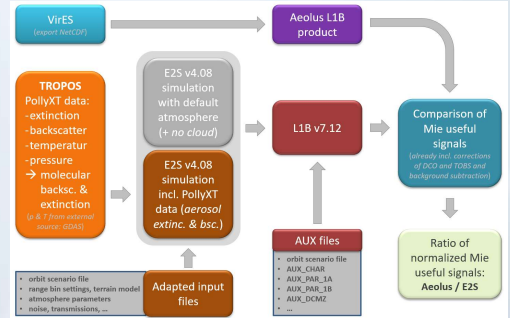 VirES
(export NetCDF)
Aeolus L1B
product
TROPOS
PollyXT data:
-extinction
-backscatter
-temperatur
-pressure
→ molecular
backsc. &
extinction
(p & T from external
source: GDAS)
E2S v4.08
simulation
with default
atmosphere
(+ no cloud)
E2S v4.08
simulation
incl. PollyXT
data (aerosol
extinc. & bsc.)
L1B v7.12
Comparison of
Mie useful
signals
(already incl. corrections
of DCO and TOBS and
background subtraction)
• orbit scenario file
• range bin settings, terrain model
• atmosphere parameters
• noise, transmissions, ...
Adapted input
files
AUX files
• orbit scenario file
• AUX_CHAR
• AUX_PAR_1A
• AUX_PAR_1B
• AUX_DCMZ
• ...
Ratio of
normalized Mie
useful signals:
Aeolus / E2S